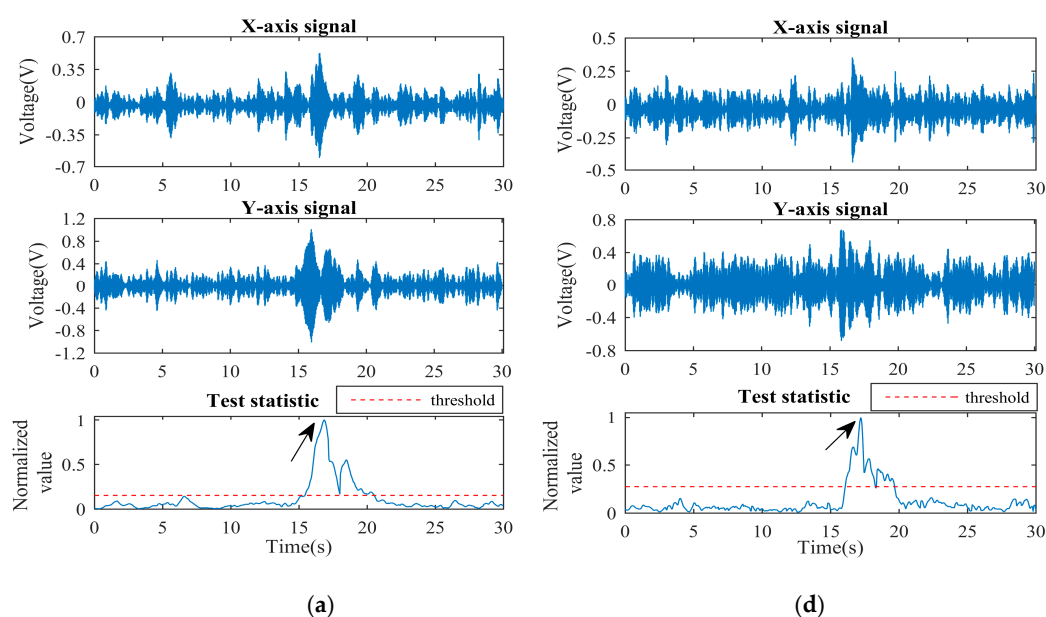 X-axis signal
0.7
0.35
0
-0.35
-0.7
Voltage(V)
0 5 10 15 20 25 30
Y-axis signal
1.2
0.8
0.4
0
-0.4
-0.8
-1.2
Voltage(V)
0 5 10 15 20 25 30
Test statistic
threshold
1
0.5
0
Normalized
value
0 5 10 15 20 25 30
Time(s)
(a)
X-axis signal
0.5
0.25
0
-0.25
-0.5
Voltage(V)
0 5 10 15 20 25 30
Y-axis signal
0.8
0.4
0
-0.4
-0.8
Voltage(V)
0 5 10 15 20 25 30
Test statistic
threshold
1
0.5
0
Normalized
value
0 5 10 15 20 25 30
Time(s)
(d)